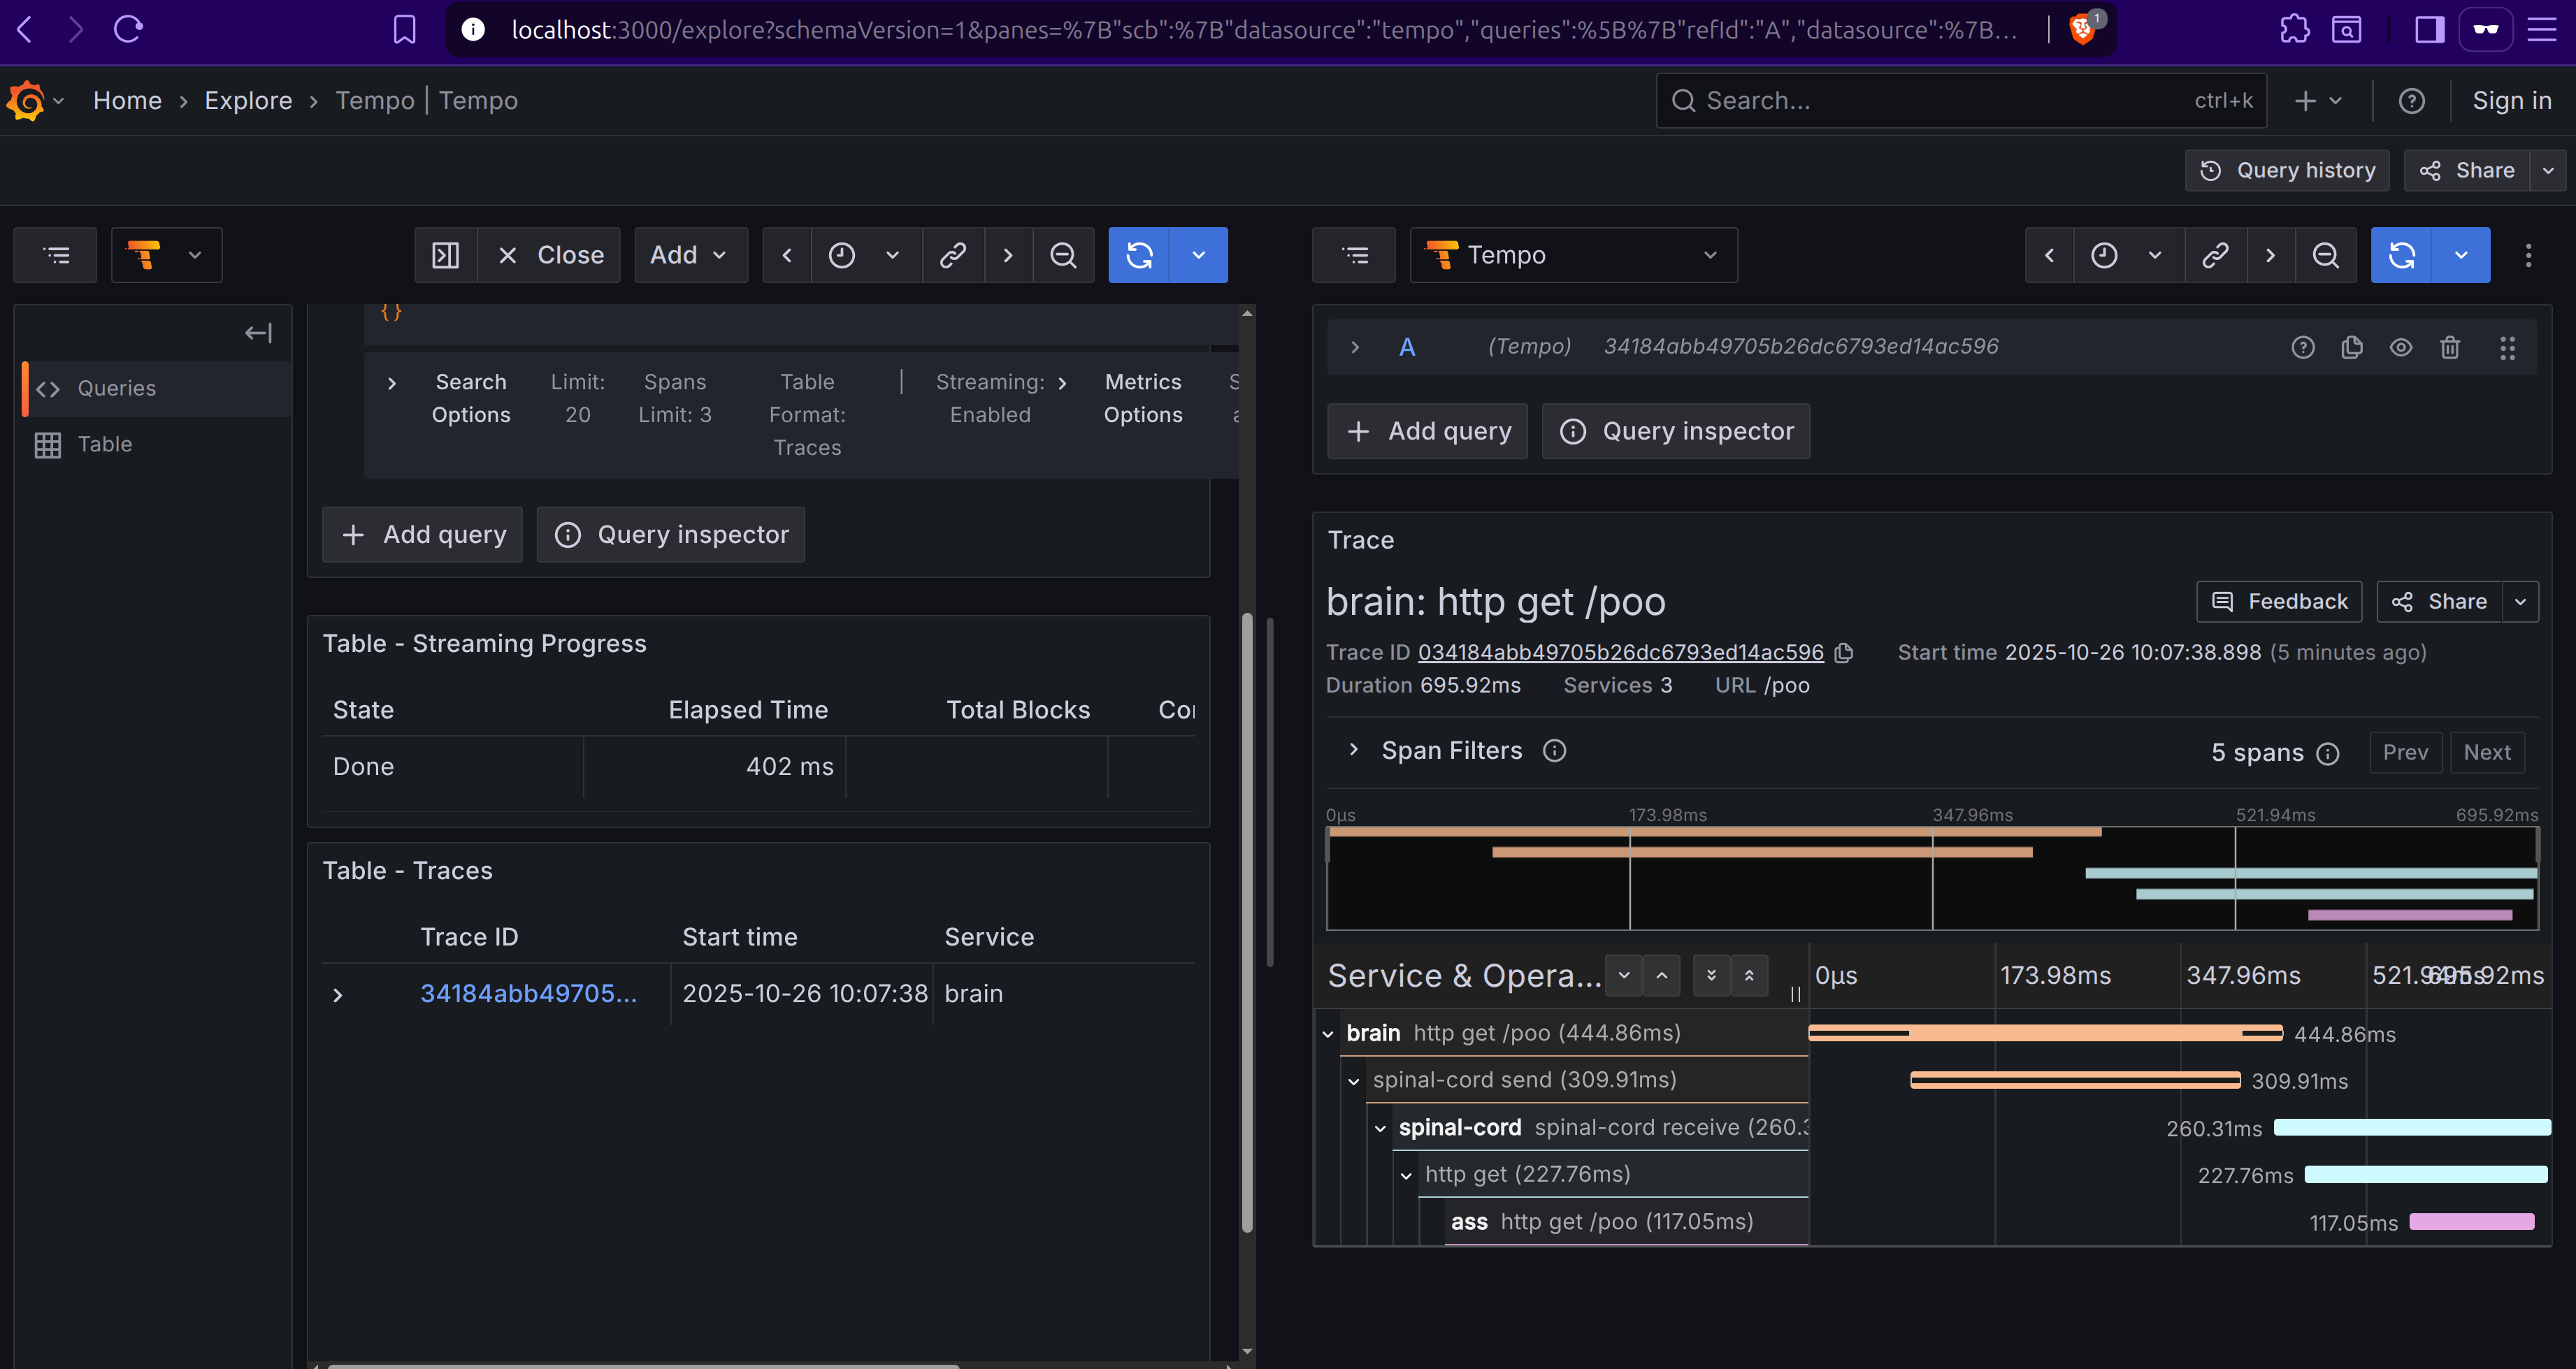 localhost:3000/explore?schemaVersion=1&panes=%7B"scb":%7B"datasource":"tempo","queries":%5B%7B"refId":"A","datasource":%7B...
1
Home › Explore › Tempo | Tempo
Search...
ctrl+k
Sign in
Query history
Share
Close
Add
Tempo
Queries
Table
{}
Search Options
Limit: 20
Spans Limit: 3
Table Format: Traces
|
Streaming: Enabled
Metrics Options
Add query
Query inspector
Table - Streaming Progress
State Elapsed Time Total Blocks
Done 402 ms
Table - Traces
Trace ID Start time Service
34184abb49705... 2025-10-26 10:07:38 brain
A (Tempo) 34184abb49705b26dc6793ed14ac596
Add query
Query inspector
Trace
brain: http get /poo
Feedback
Share
Trace ID 034184abb49705b26dc6793ed14ac596 Start time 2025-10-26 10:07:38.898 (5 minutes ago)
Duration 695.92ms Services 3 URL /poo
Span Filters
5 spans
Prev
Next
0μs 173.98ms 347.96ms 521.94ms 695.92ms
Service & Opera...
0μs 173.98ms 347.96ms 521.94ms 695.92ms
brain http get /poo (444.86ms) 444.86ms
spinal-cord send (309.91ms) 309.91ms
spinal-cord spinal-cord receive (260.3 260.31ms
http get (227.76ms) 227.76ms
ass http get /poo (117.05ms) 117.05ms